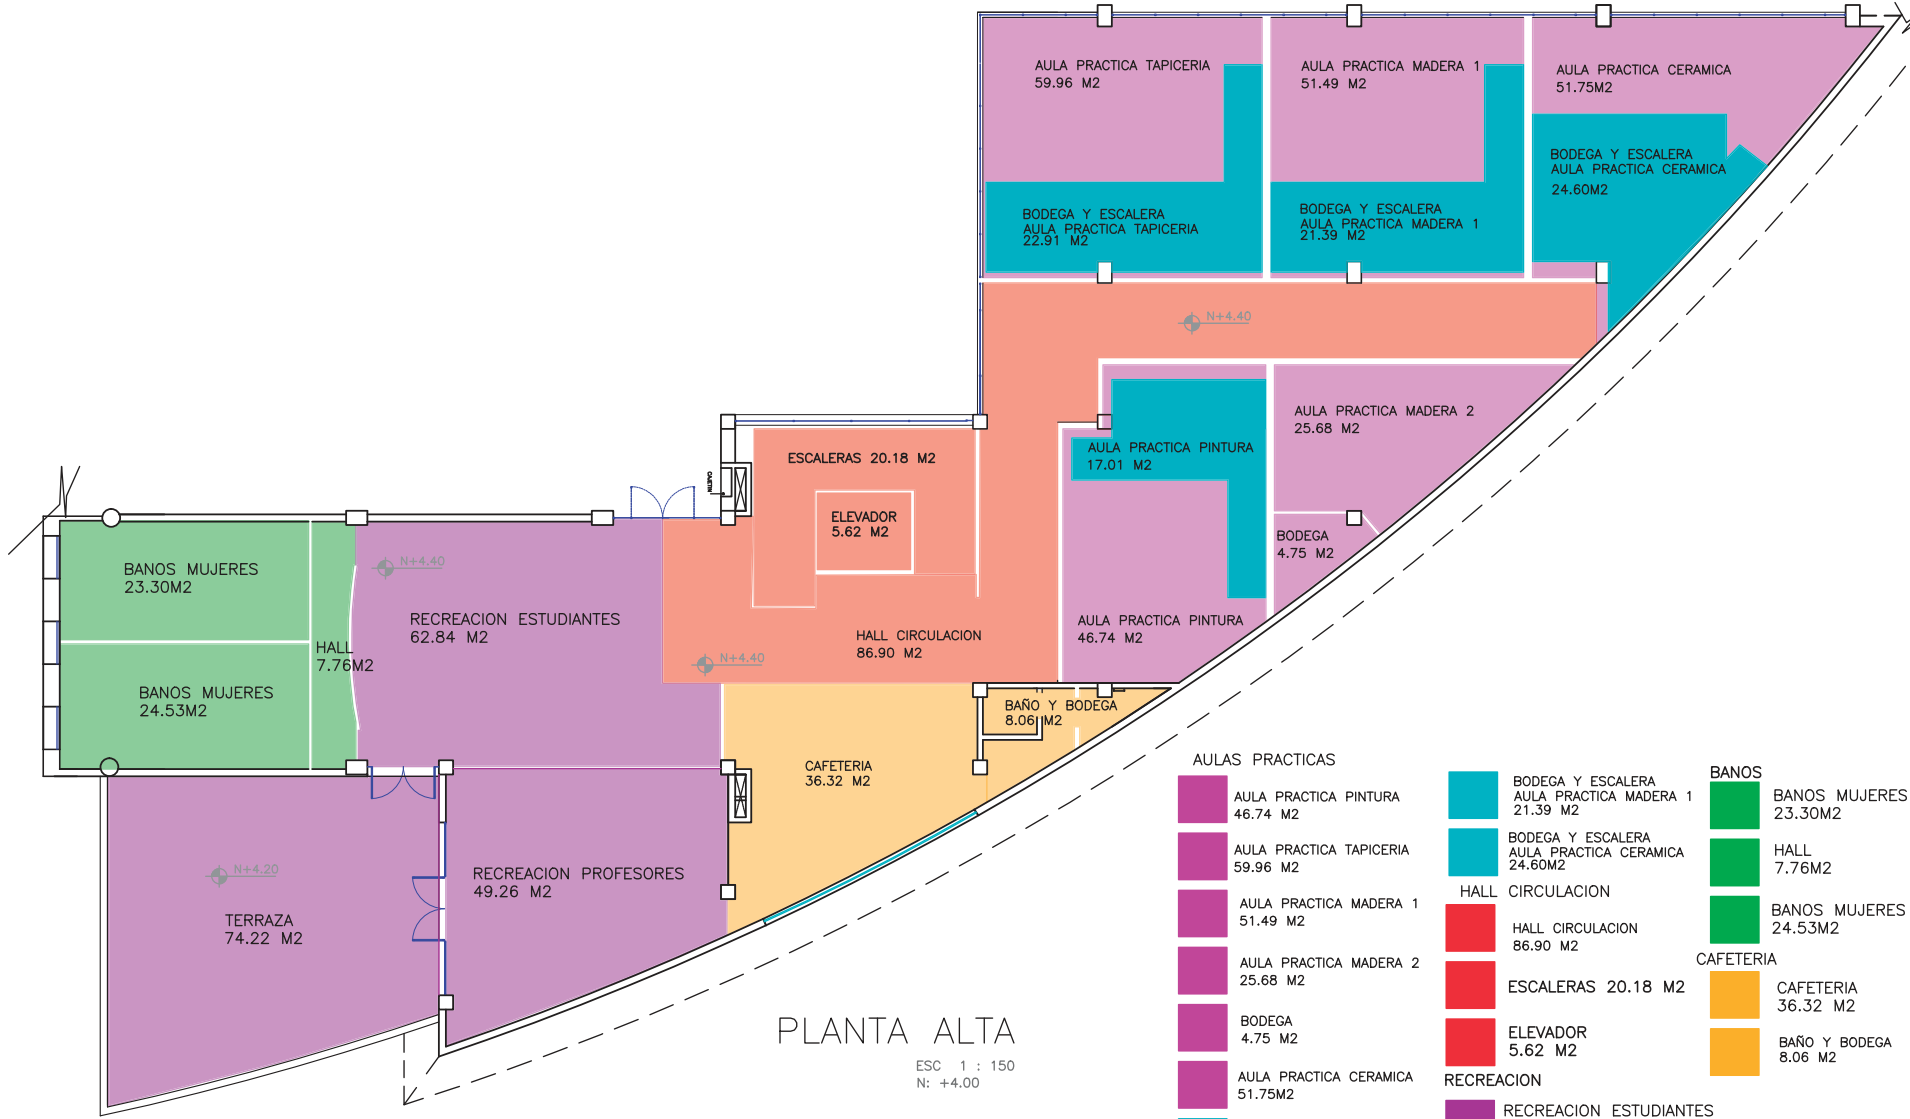 AULA PRACTICA TAPICERIA
59.96 M2
AULA PRACTICA MADERA 1
51.49 M2
AULA PRACTICA CERAMICA
51.75M2
BODEGA Y ESCALERA
AULA PRACTICA CERAMICA
24.60M2
BODEGA Y ESCALERA
AULA PRACTICA TAPICERIA
22.91 M2
BODEGA Y ESCALERA
AULA PRACTICA MADERA 1
21.39 M2
N+4.40
AULA PRACTICA MADERA 2
25.68 M2
AULA PRACTICA PINTURA
17.01 M2
ESCALERAS 20.18 M2
ELEVADOR
5.62 M2
BODEGA
4.75 M2
N+4.40
BANOS MUJERES
23.30M2
RECREACION ESTUDIANTES
62.84 M2
HALL
7.76M2
HALL CIRCULACION
86.90 M2
N+4.40
AULA PRACTICA PINTURA
46.74 M2
BANOS MUJERES
24.53M2
BAÑO Y BODEGA
8.06 M2
CAFETERIA
36.32 M2
N+4.20
RECREACION PROFESORES
49.26 M2
TERRAZA
74.22 M2
PLANTA ALTA
ESC 1 : 150
N: +4.00
AULAS PRACTICAS
AULA PRACTICA PINTURA
46.74 M2
AULA PRACTICA TAPICERIA
59.96 M2
AULA PRACTICA MADERA 1
51.49 M2
AULA PRACTICA MADERA 2
25.68 M2
BODEGA
4.75 M2
AULA PRACTICA CERAMICA
51.75M2
BODEGA Y ESCALERA
AULA PRACTICA MADERA 1
21.39 M2
BODEGA Y ESCALERA
AULA PRACTICA CERAMICA
24.60M2
HALL CIRCULACION
HALL CIRCULACION
86.90 M2
ESCALERAS 20.18 M2
ELEVADOR
5.62 M2
RECREACION
RECREACION ESTUDIANTES
BANOS
BANOS MUJERES
23.30M2
HALL
7.76M2
BANOS MUJERES
24.53M2
CAFETERIA
CAFETERIA
36.32 M2
BAÑO Y BODEGA
8.06 M2